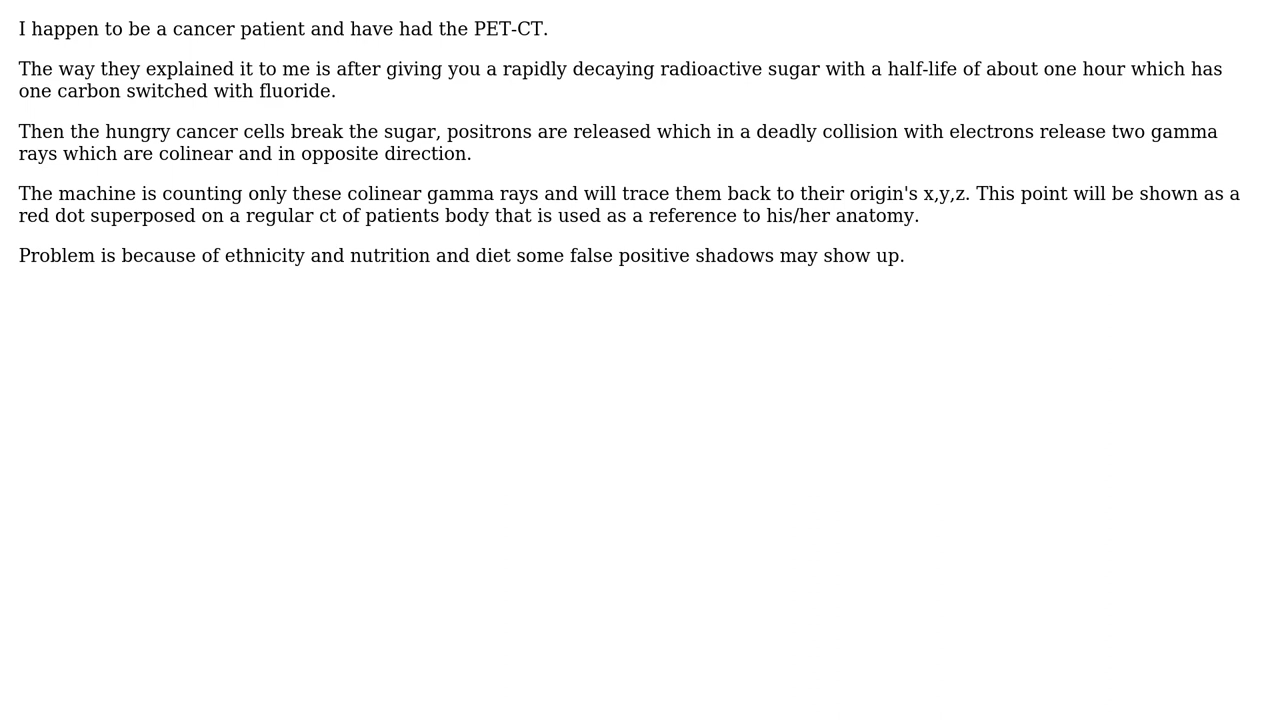 I happen to be a cancer patient and have had the PET-CT.
The way they explained it to me is after giving you a rapidly decaying radioactive sugar with a half-life of about one hour which has
one carbon switched with fluoride.
Then the hungry cancer cells break the sugar, positrons are released which in a deadly collision with electrons release two gamma
rays which are colinear and in opposite direction.
The machine is counting only these colinear gamma rays and will trace them back to their origin's x,y,z. This point will be shown as a
red dot superposed on a regular ct of patients body that is used as a reference to his/her anatomy.
Problem is because of ethnicity and nutrition and diet some false positive shadows may show up.